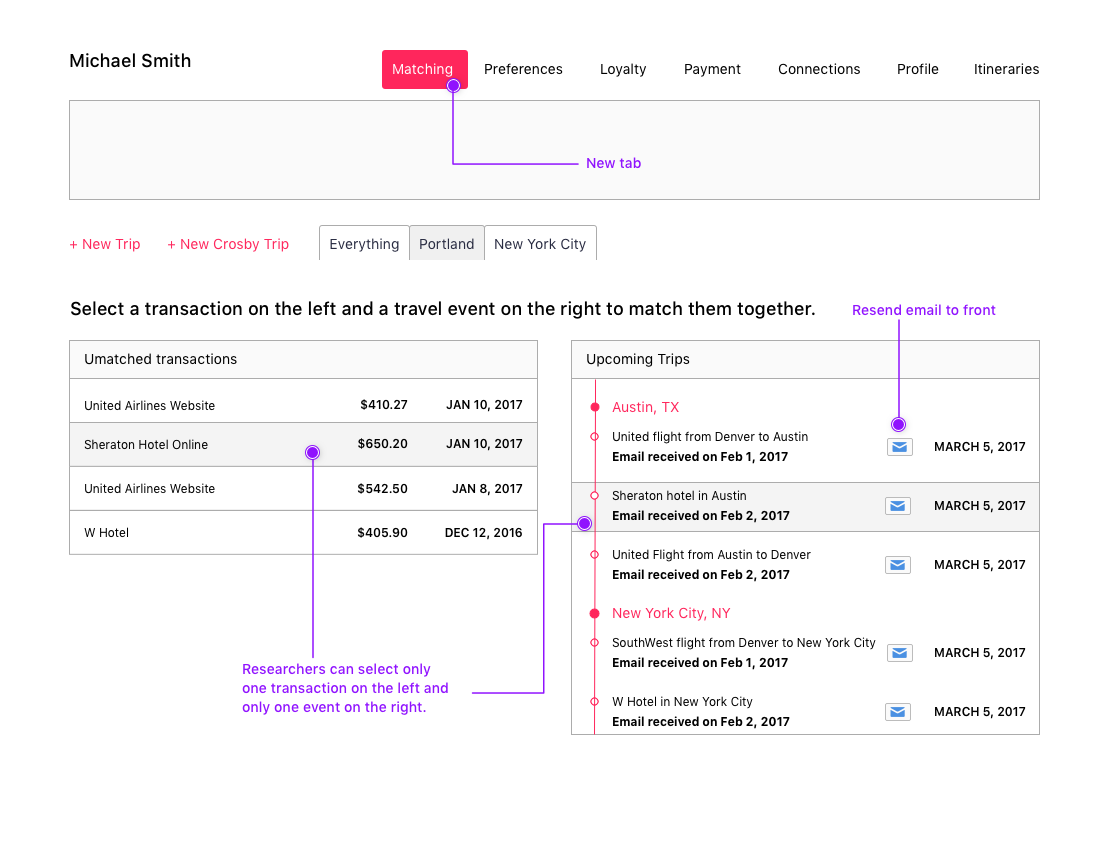 Michael Smith
Matching Preferences Loyalty Payment Connections Profile Itineraries
New tab
+ New Trip + New Crosby Trip Everything Portland New York City
Select a transaction on the left and a travel event on the right to match them together.
Resend email to front
Umatched transactions
United Airlines Website $410.27 JAN 10, 2017
Sheraton Hotel Online $650.20 JAN 10, 2017
United Airlines Website $542.50 JAN 8, 2017
W Hotel $405.90 DEC 12, 2016
Researchers can select only
one transaction on the left and
only one event on the right.
Upcoming Trips
Austin, TX
United flight from Denver to Austin
Email received on Feb 1, 2017
MARCH 5, 2017
Sheraton hotel in Austin
Email received on Feb 2, 2017
MARCH 5, 2017
United Flight from Austin to Denver
Email received on Feb 2, 2017
MARCH 5, 2017
New York City, NY
SouthWest flight from Denver to New York City
Email received on Feb 1, 2017
MARCH 5, 2017
W Hotel in New York City
Email received on Feb 2, 2017
MARCH 5, 2017